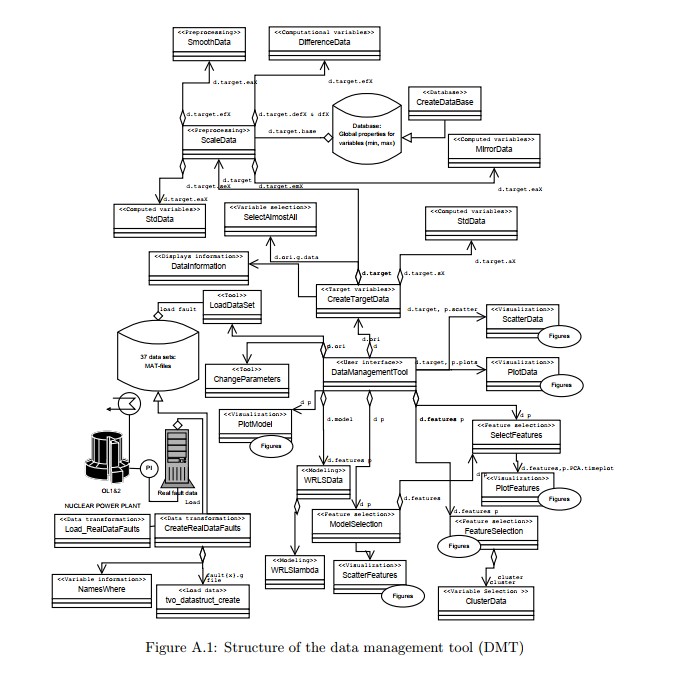 <<Preprocessing>>
SmoothData
<<Computational variables>>
DifferenceData
d.target.eaX
d.target.efX
<<Database>>
CreateDataBase
d.target.efX
d.target.defX & dfX
Database:
Global properties for
variables (min, max)
<<Preprocessing>>
ScaleData
d.target.base
<<Computed variables>>
MirrorData
d.target
d.target.seX
d.target.emX
d.target.eaX
d.target.eaX
<<Computed variables>>
StdData
<<Variable selection>>
SelectAlmostAll
<<Computed variables>>
StdData
<<Displays information>>
DataInformation
d.ori.g.data
d.target
d.target.sX
d.target.aX
<<Target variables>>
CreateTargetData
<<Tool>>
LoadDataSet
load fault
d.target, p.scatter
<<Visualization>>
ScatterData
Figures
d.ori
d.ori
d
37 data sets:
MAT-files
<<Tool>>
ChangeParameters
<<User interface>>
DataManagementTool
d.target, p.plots
<<Visualization>>
PlotData
Figures
d p
<<Visualization>>
PlotModel
Figures
d.model
d p
d.features p
d p
<<Feature selection>>
SelectFeatures
OL1&2
PI
Real fault data
d.features p
d p
d.features,p.PCA.timeplot
<<Modeling>>
WRLSData
<<Visualization>>
PlotFeatures
Figures
NUCLEAR POWER PLANT
Load
d p
d.features
d.features p
<<Data transformation>>
Load_RealDataFaults
<<Data transformation>>
CreateRealDataFaults
<<Feature selection>>
ModelSelection
<<Feature selection>>
FeatureSelection
Figures
<<Variable information>>
NamesWhere
fault(x).g
file
<<Load data>>
tvo_datastruct_create
<<Modeling>>
WRLSlambda
<<Visualization>>
ScatterFeatures
Figures
cluster
cluster
<<Variable Selection >>
ClusterData
Figure A.1: Structure of the data management tool (DMT)